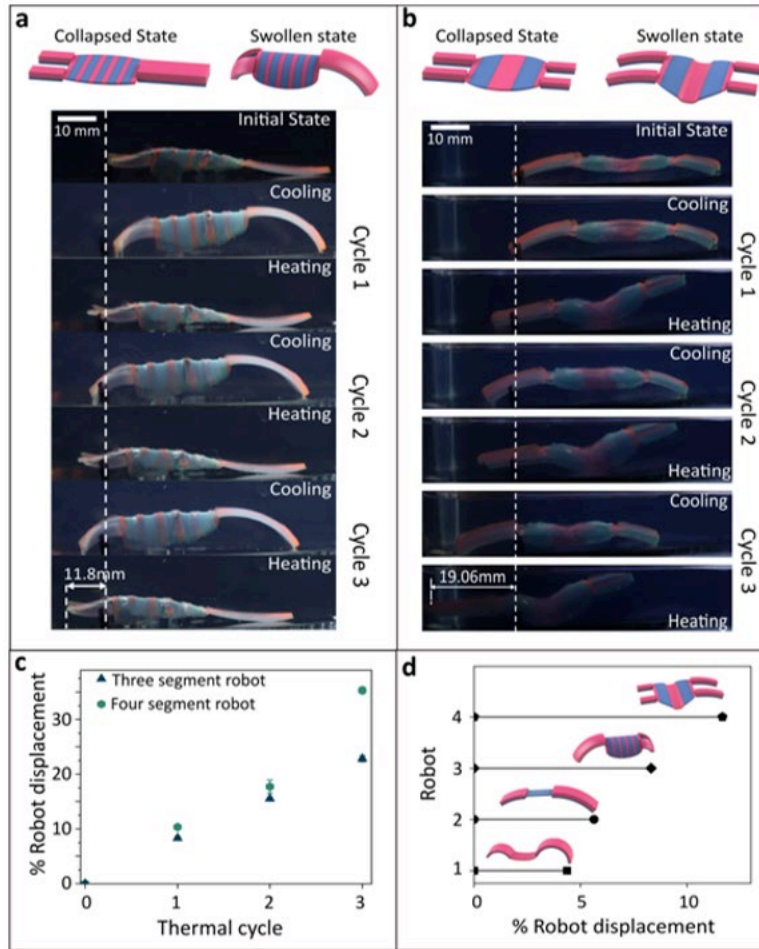 a
Collapsed State Swollen state
10 mm
Initial State
Cooling
Heating
Cycle 1
Cooling
Heating
Cycle 2
Cooling
Heating
Cycle 3
11.8mm
b
Collapsed State Swollen state
10 mm
Initial State
Cooling
Heating
Cycle 1
Cooling
Heating
Cycle 2
Cooling
Heating
Cycle 3
19.06mm
c
% Robot displacement
30
20
10
0
Three segment robot
Four segment robot
0 1 2 3
Thermal cycle
d
Robot
4
3
2
1
0 5 10
% Robot displacement